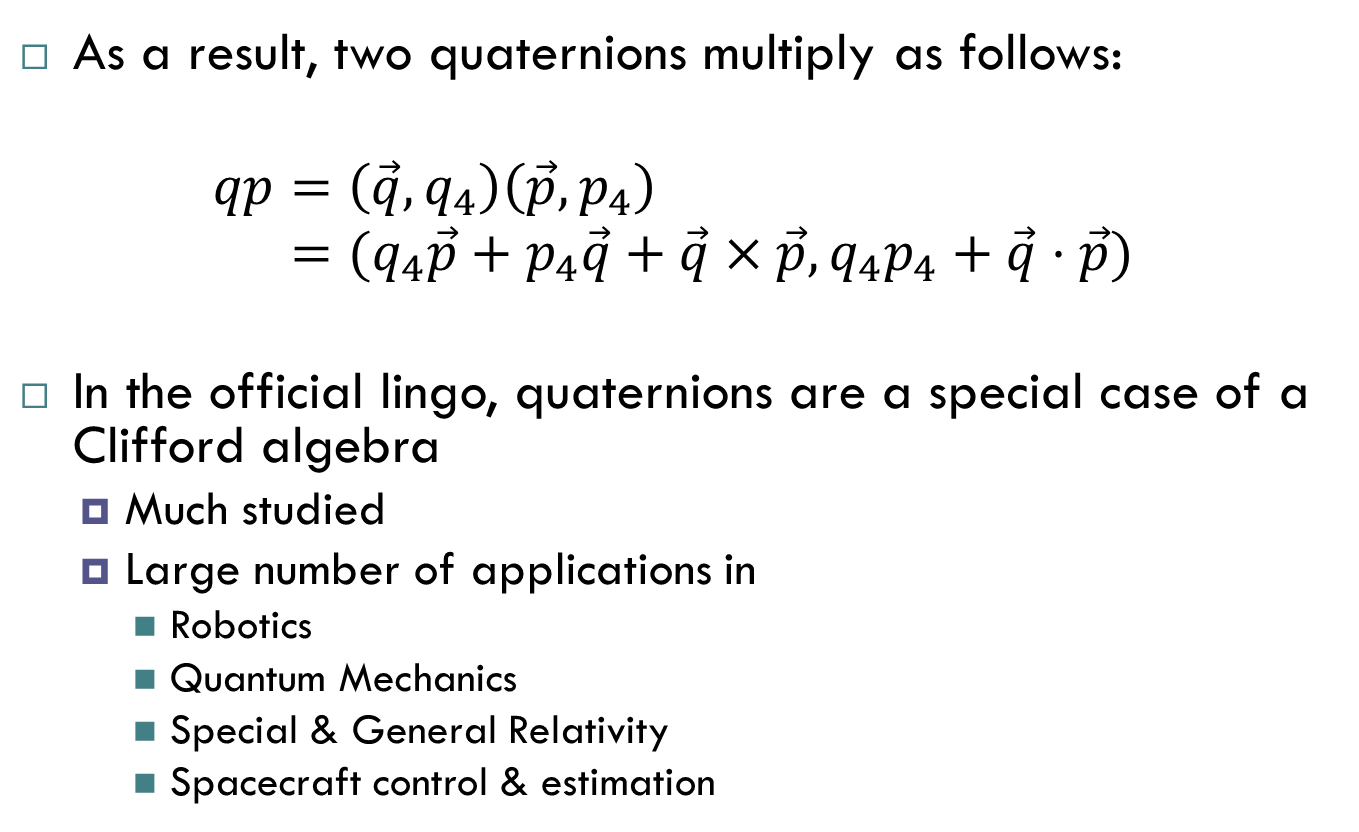 As a result, two quaternions multiply as follows:
qp = (q⃗, q₄)(p⃗, p₄)
= (q₄p⃗ + p₄q⃗ + q⃗ × p⃗, q₄p₄ + q⃗ · p⃗)
In the official lingo, quaternions are a special case of a
Clifford algebra
Much studied
Large number of applications in
Robotics
Quantum Mechanics
Special & General Relativity
Spacecraft control & estimation